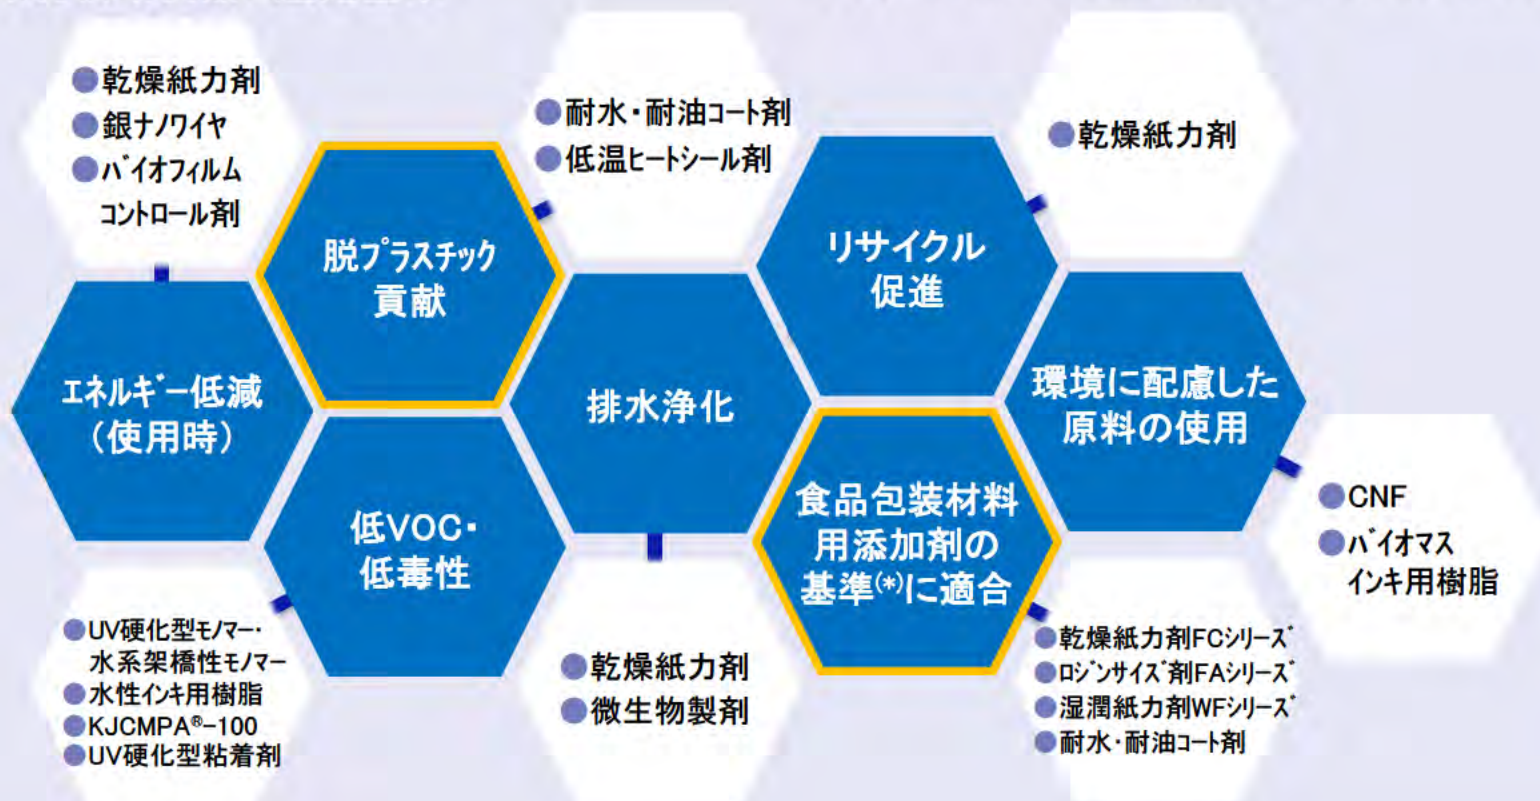 ●乾燥紙力剤
●銀ナノワイヤ
●バイオフィルム
コントロール剤
●耐水・耐油コート剤
●低温ヒートシール剤
●乾燥紙力剤
脱プラスチック
貢献
リサイクル
促進
エネルギー低減
(使用時)
排水浄化
環境に配慮した
原料の使用
低VOC・
低毒性
食品包装材料
用添加剤の
基準(*)に適合
●CNF
●バイオマス
インキ用樹脂
●UV硬化型モノマー・
水系架橋性モノマー
●水性インキ用樹脂
●KJCMPA®-100
●UV硬化型粘着剤
●乾燥紙力剤
●微生物製剤
●乾燥紙力剤FCシリーズ
●ロジンサイズ剤FAシリーズ
●湿潤紙力剤WFシリーズ
●耐水・耐油コート剤